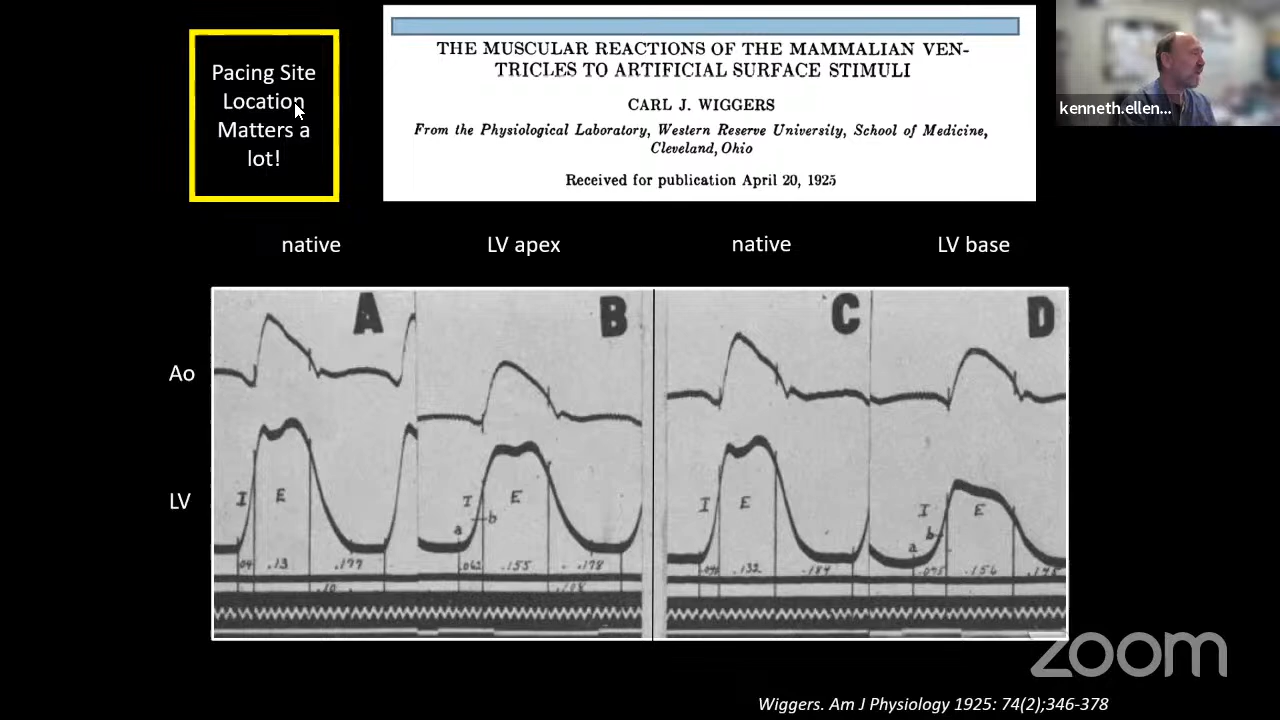 Pacing Site
Location
Matters a
lot!
THE MUSCULAR REACTIONS OF THE MAMMALIAN VEN-
TRICLES TO ARTIFICIAL SURFACE STIMULI
CARL J. WIGGERS
From the Physiological Laboratory, Western Reserve University, School of Medicine,
Cleveland, Ohio
Received for publication April 20, 1925
kenneth.ellen...
native LV apex native LV base
A B C D
Ao
LV
I E I E I E I E
a b a b
.13 .177 .062 .155 .178 .132 .184 .156
.10
zoom
Wiggers. Am J Physiology 1925: 74(2);346-378